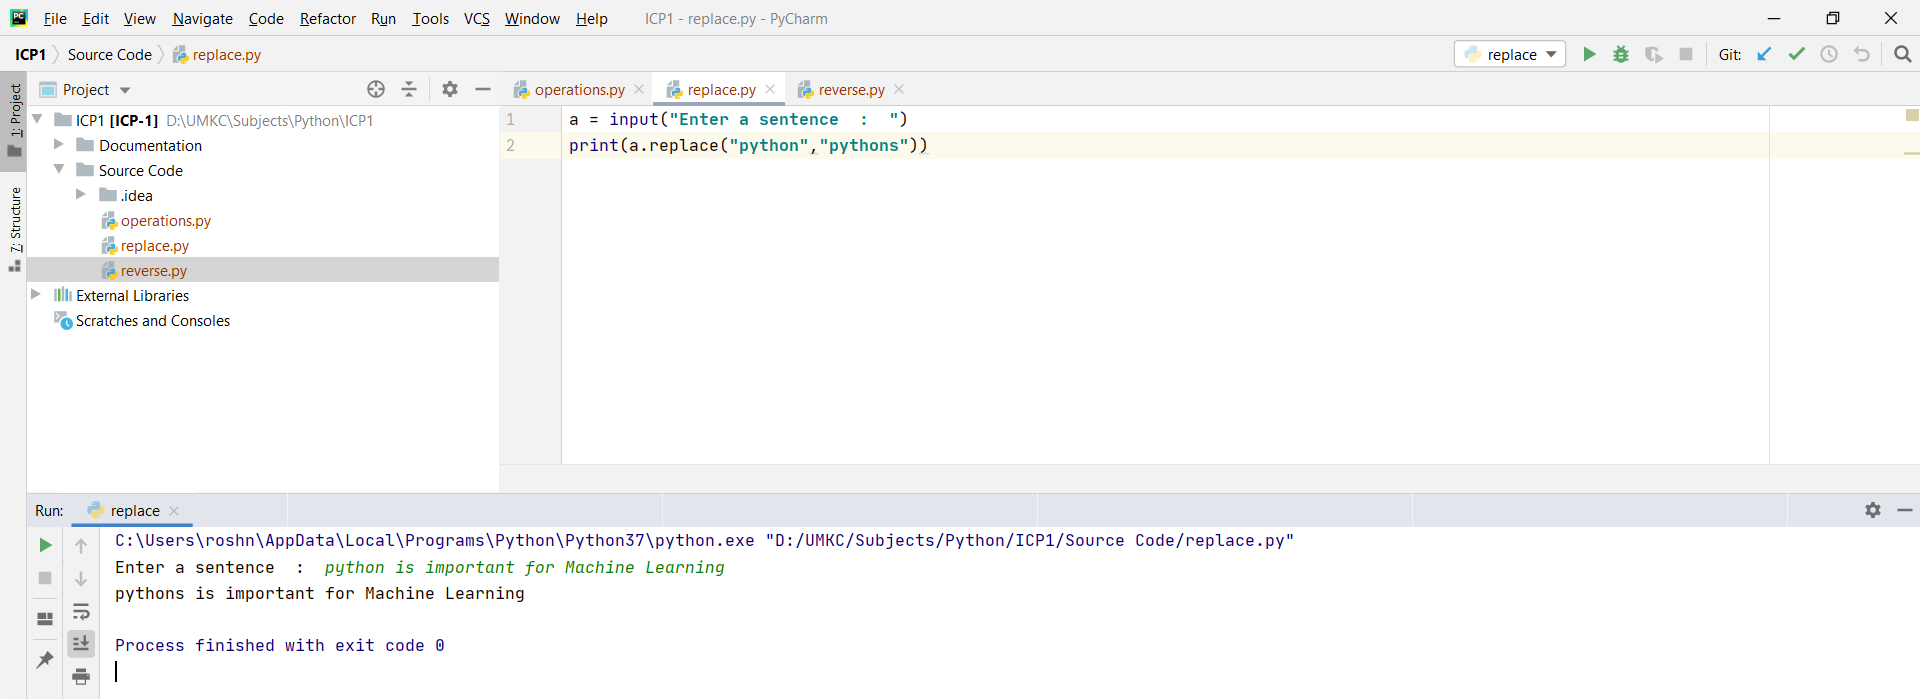 PC File Edit View Navigate Code Refactor Run Tools VCS Window Help ICP1 - replace.py - PyCharm
ICP1 Source Code replace.py replace Git:
1: Project
7: Structure
Project
operations.py replace.py reverse.py
ICP1 [ICP-1] D:\UMKC\Subjects\Python\ICP1
Documentation
Source Code
.idea
operations.py
replace.py
reverse.py
External Libraries
Scratches and Consoles
1 a = input("Enter a sentence  :  ")
2 print(a.replace("python","pythons"))
Run: replace
C:\Users\roshn\AppData\Local\Programs\Python\Python37\python.exe "D:/UMKC/Subjects/Python/ICP1/Source Code/replace.py"
Enter a sentence  :  python is important for Machine Learning
pythons is important for Machine Learning
Process finished with exit code 0